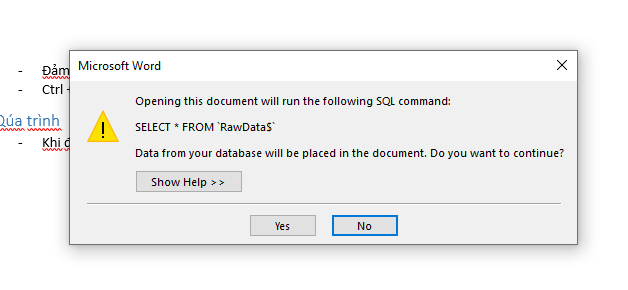 Microsoft Word
- Đảm
- Ctrl
Opening this document will run the following SQL command:
SELECT * FROM `RawData$`
Qúa trình
- Khi
Data from your database will be placed in the document. Do you want to continue?
Show Help >>
Yes
No